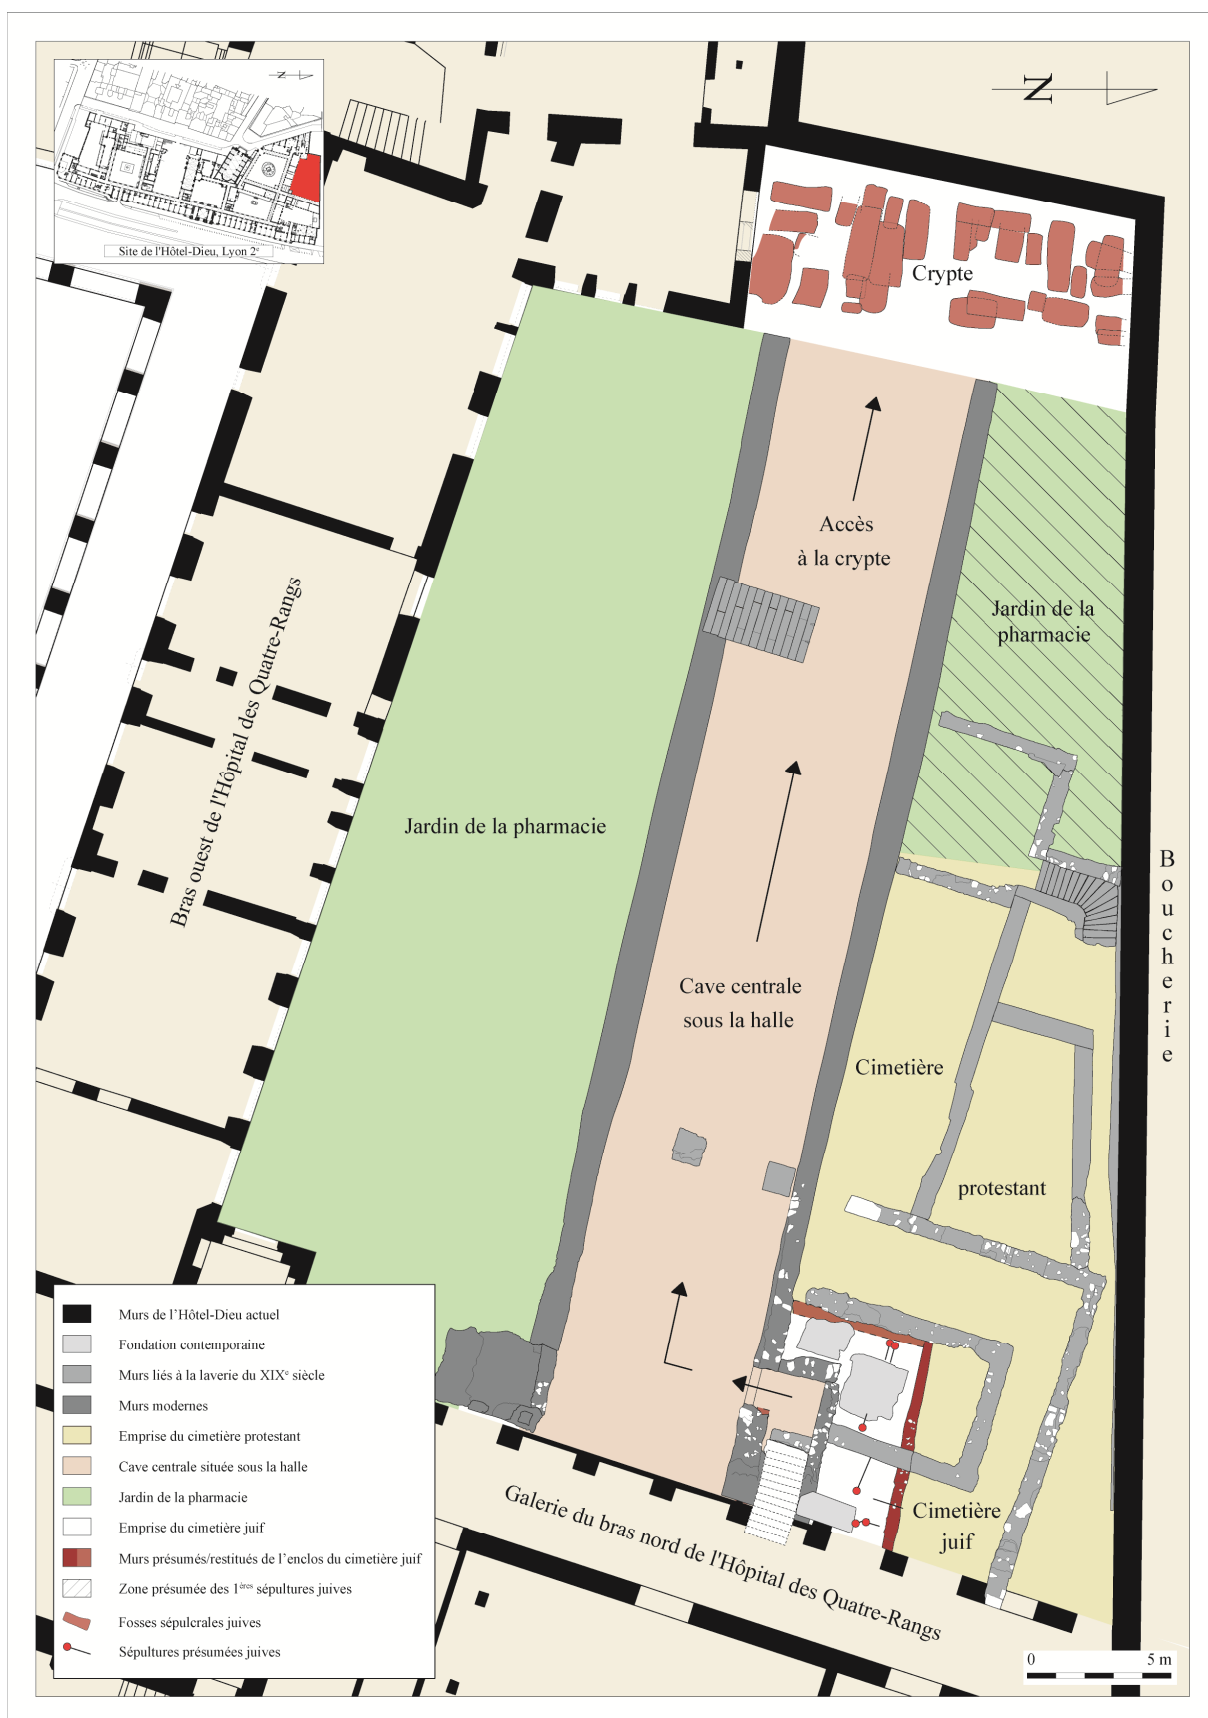 N
Site de l'Hôtel-Dieu, Lyon 2e
N
Crypte
Accès
à la crypte
Jardin de la
pharmacie
Bras ouest de l'Hôpital des Quatre-Rangs
Jardin de la pharmacie
Boucherie
Cave centrale
sous la halle
Cimetière
protestant
Cimetière
juif
Galerie du bras nord de l'Hôpital des Quatre-Rangs
Murs de l'Hôtel-Dieu actuel
Fondation contemporaine
Murs liés à la laverie du XIXe siècle
Murs modernes
Emprise du cimetière protestant
Cave centrale située sous la halle
Jardin de la pharmacie
Emprise du cimetière juif
Murs présumés/restitués de l'enclos du cimetière juif
Zone présumée des 1ères sépultures juives
Fosses sépulcrales juives
Sépultures présumées juives
0 5 m